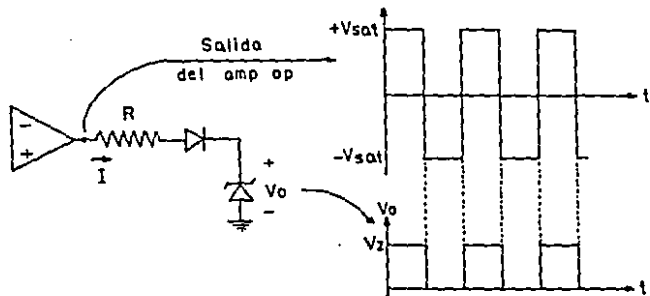 Salida
del amp op
R
I
+
Vo
-
-
+
+Vsat
t
-Vsat
Vo
Vz
t